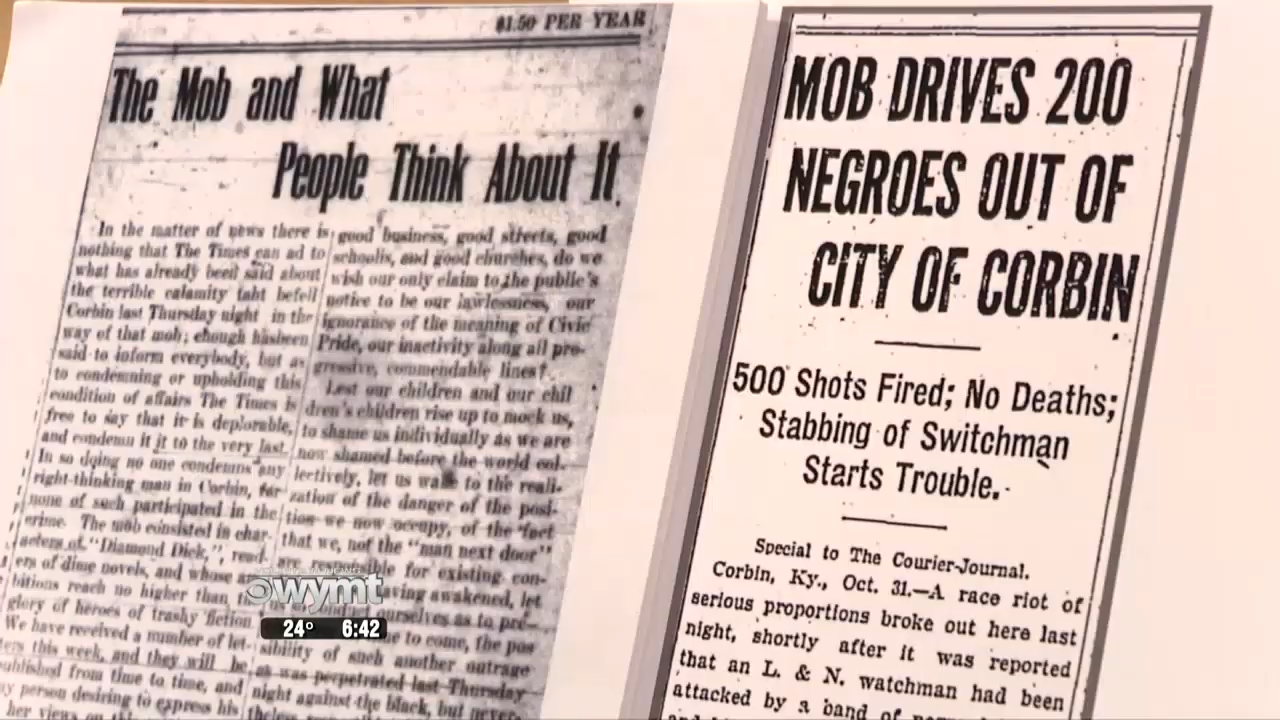 $1.50 PER YEAR
The Mob and What
People Think About It.
In the matter of news there is
nothing that The Times can ad to
what has already been said about
the terrible calamity taht befell
Corbin last Thursday night in the
way of that mob; enough hasbeen
said to inform everybody, but as
to condemning or upholding this
condition of affairs The Times is
free to say that it is deplorable,
and condemn it it to the very last
In so doing no one condemns any
right-thinking man in Corbin, for
none of such participated in the
crime. The mob consisted in char-
acters of "Diamond Dick,", read-
ers of dime novels, and whose
bitions reach no higher than
glory of heroes of trashy fiction
We have received a number of let-
ters this week, and they will be
published from time to time, and
person desiring to express his
her views on
good business, good streets, good
schoolis, and good churches, do we
wish our only claim to the public's
notice to be our lawlessness, our
ignorance of the meaning of Civic
Pride, our inactivity along all pro-
gressive, commendable lines?
Lest our children and our chil
dren's children rise up to mock us,
to shame us individually as we are
now shamed before the world col-
lectively, let us wake to the reali-
zation of the danger of the posi-
tion we now occupy, of the fact
that we, not the "man next door"
for existing con-
awakened, let
ourselves as to pre-
to come, the pos
sibility of such another outrage
as was perpetrated last Thursday
night against the black, but never-
theless
wymt
24° 6:42
MOB DRIVES 200
NEGROES OUT OF
CITY OF CORBIN
500 Shots Fired; No Deaths;
Stabbing of Switchman
Starts Trouble.
Special to The Courier-Journal.
Corbin, Ky., Oct. 31.—A race riot of
serious proportions broke out here last
night, shortly after it was reported
that an L. & N. watchman had been
attacked by a band of